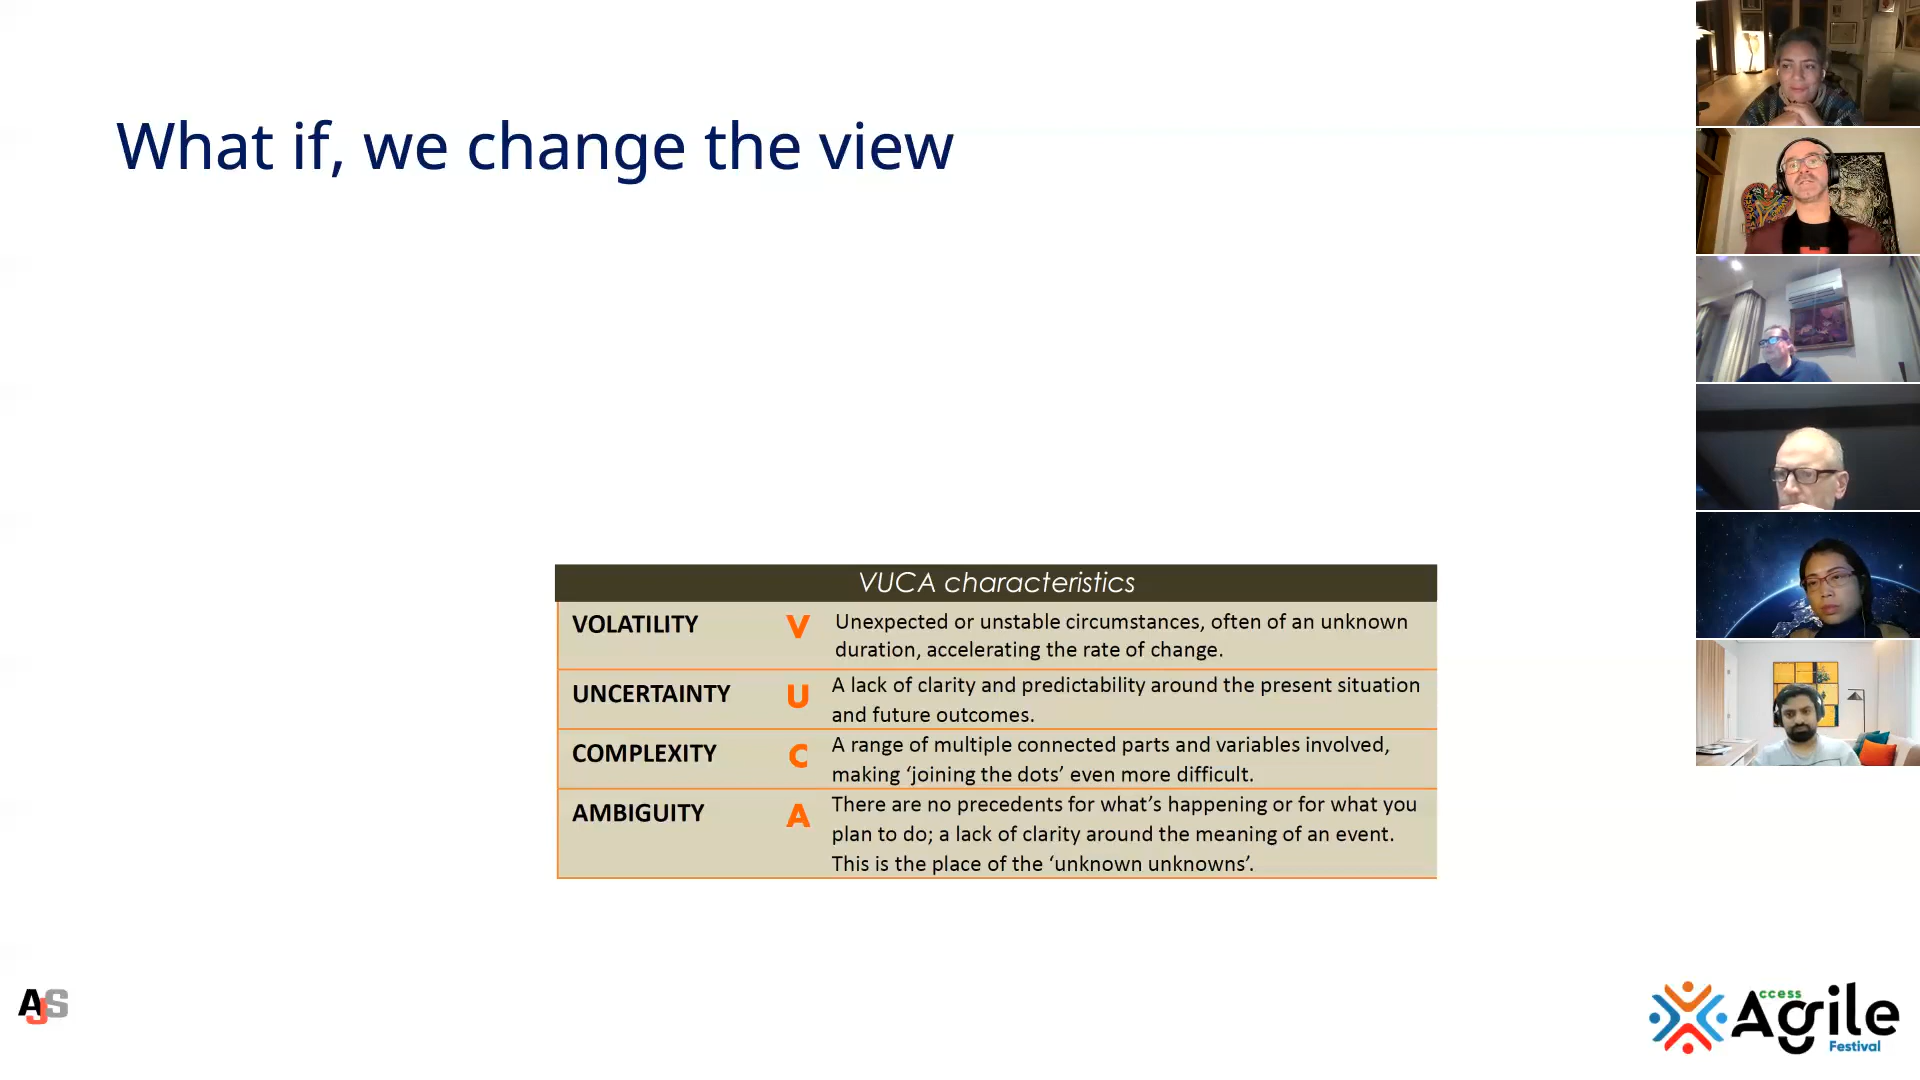 What if, we change the view
VUCA characteristics
VOLATILITY V Unexpected or unstable circumstances, often of an unknown
duration, accelerating the rate of change.
UNCERTAINTY U A lack of clarity and predictability around the present situation
and future outcomes.
COMPLEXITY C A range of multiple connected parts and variables involved,
making ‘joining the dots’ even more difficult.
AMBIGUITY A There are no precedents for what’s happening or for what you
plan to do; a lack of clarity around the meaning of an event.
This is the place of the ‘unknown unknowns’.
AJS
Access
Agile
Festival